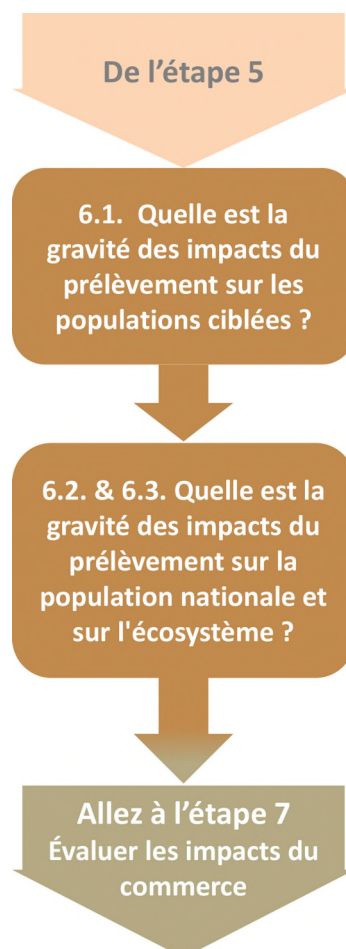 De l’étape 5
6.1. Quelle est la
gravité des impacts du
prélèvement sur les
populations ciblées ?
6.2. & 6.3. Quelle est la
gravité des impacts du
prélèvement sur la
population nationale et
sur l'écosystème ?
Allez à l’étape 7
Évaluer les impacts du
commerce